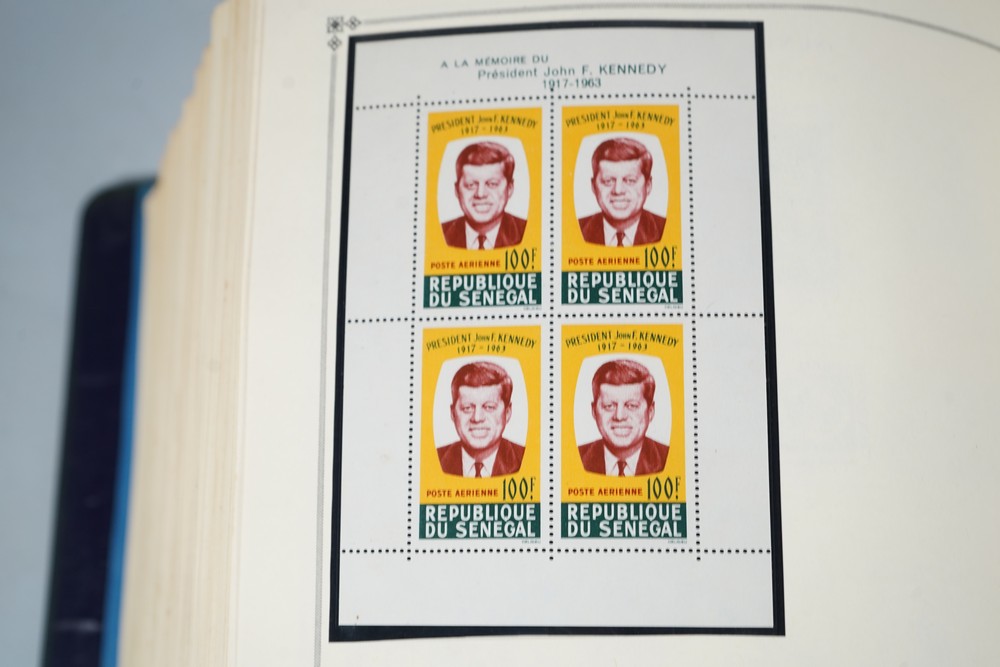 A LA MÉMOIRE DU
Président John F. KENNEDY
1917-1963
PRESIDENT John F. KENNEDY
1917-1963
POSTE AERIENNE 100F.
REPUBLIQUE
DU SENEGAL
PRESIDENT John F. KENNEDY
1917-1963
POSTE AERIENNE 100F.
REPUBLIQUE
DU SENEGAL
PRESIDENT John F. KENNEDY
1917-1963
POSTE AERIENNE 100F.
REPUBLIQUE
DU SENEGAL
PRESIDENT John F. KENNEDY
1917-1963
POSTE AERIENNE 100F.
REPUBLIQUE
DU SENEGAL